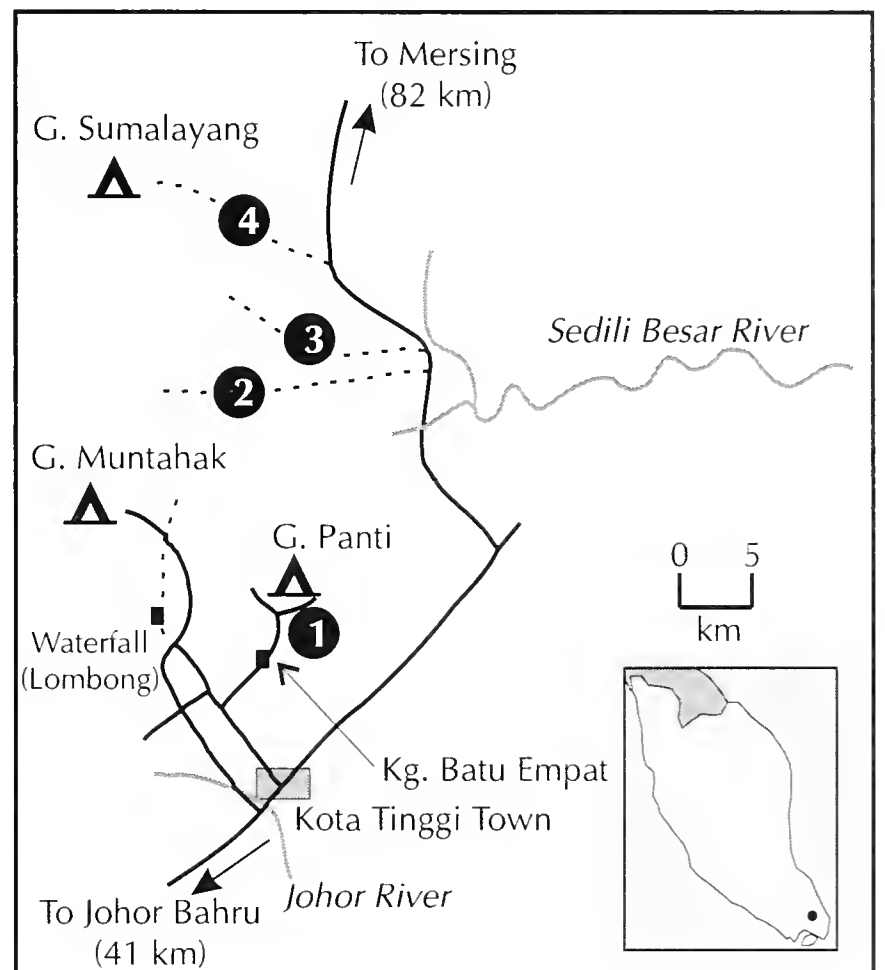 To Mersing
(82 km)
G. Sumalayang
4
3
Sedili Besar River
2
G. Muntahak
G. Panti
0 5
km
1
Waterfall
(Lombong)
Kg. Batu Empat
Kota Tinggi Town
Johor River
To Johor Bahru
(41 km)